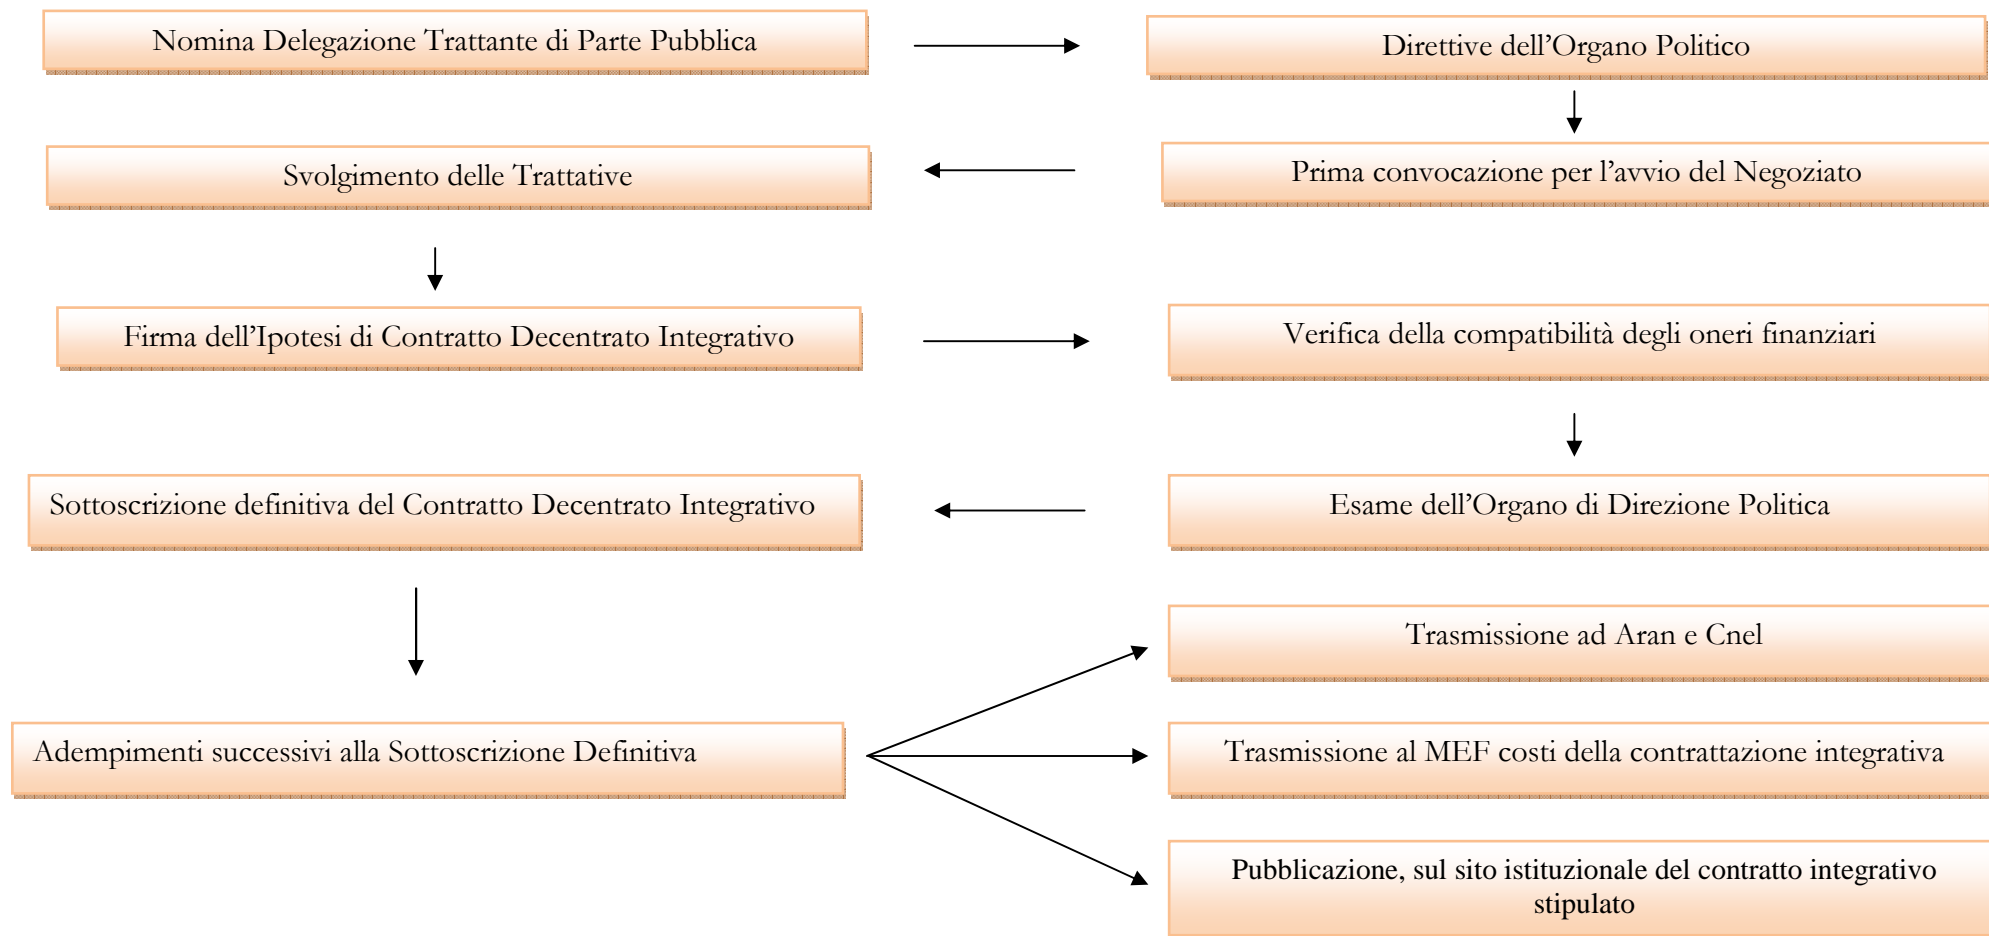 Nomina Delegazione Trattante di Parte Pubblica
Direttive dell’Organo Politico
Prima convocazione per l’avvio del Negoziato
Svolgimento delle Trattative
Firma dell’Ipotesi di Contratto Decentrato Integrativo
Verifica della compatibilità degli oneri finanziari
Esame dell’Organo di Direzione Politica
Sottoscrizione definitiva del Contratto Decentrato Integrativo
Adempimenti successivi alla Sottoscrizione Definitiva
Trasmissione ad Aran e Cnel
Trasmissione al MEF costi della contrattazione integrativa
Pubblicazione, sul sito istituzionale del contratto integrativo
stipulato